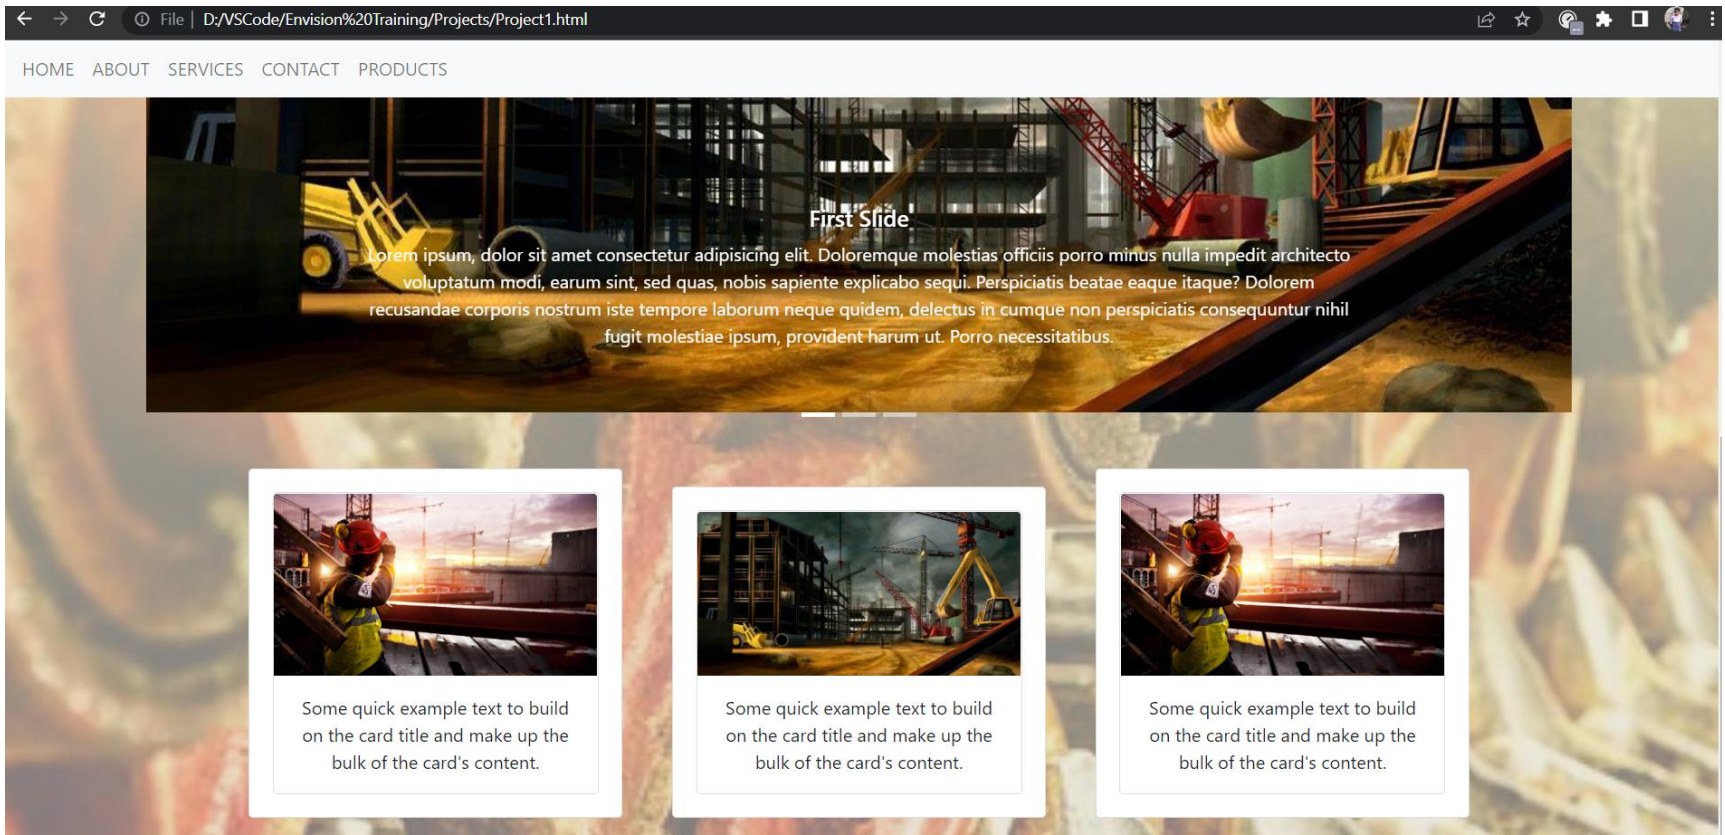 File | D:/VSCode/Envision%20Training/Projects/Project1.html
HOME ABOUT SERVICES CONTACT PRODUCTS
First Slide
Lorem ipsum, dolor sit amet consectetur adipisicing elit. Doloremque molestias officiis porro minus nulla impedit architecto
voluptatum modi, earum sint, sed quas, nobis sapiente explicabo sequi. Perspiciatis beatae eaque itaque? Dolorem
recusandae corporis nostrum iste tempore laborum neque quidem, delectus in cumque non perspiciatis consequuntur nihil
fugit molestiae ipsum, provident harum ut. Porro necessitatibus.
Some quick example text to build
on the card title and make up the
bulk of the card's content.
Some quick example text to build
on the card title and make up the
bulk of the card's content.
Some quick example text to build
on the card title and make up the
bulk of the card's content.